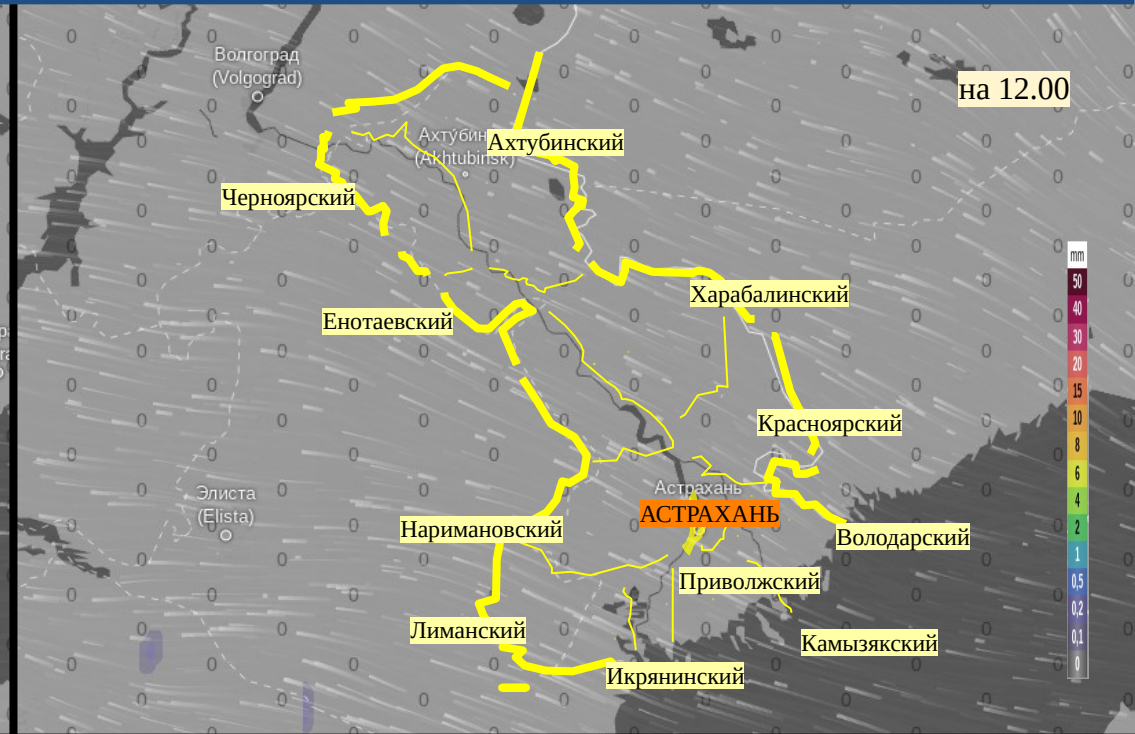 Волгоград
(Volgograd)
на 12.00
Ахтубинский
(Akhtubinsk)
Черноярский
mm
50
40
30
20
15
10
8
6
4
2
1
0,5
0,2
0,1
0
Харабалинский
Енотаевский
Красноярский
Элиста
(Elista)
Астрахань
АСТРАХАНЬ
Наримановский
Володарский
Приволжский
Лиманский
Камызякский
Икрянинский